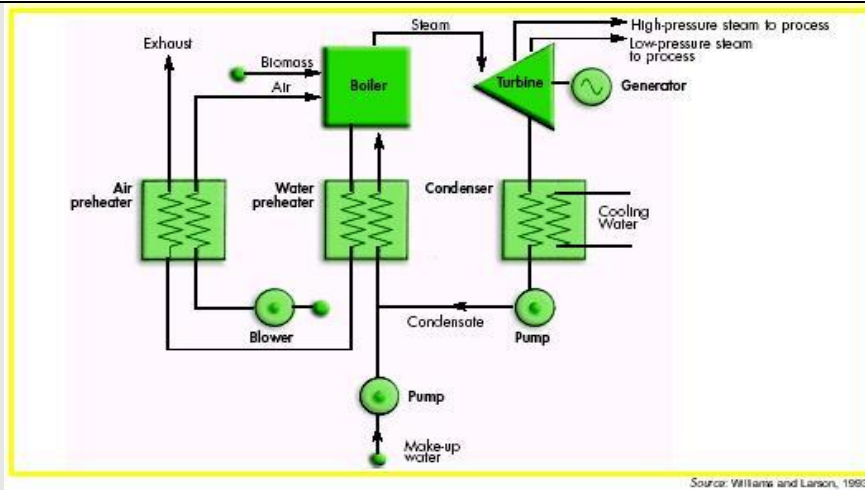 Steam
High-pressure steam to process
Low-pressure steam
to process
Exhaust
Biomass
Air
Boiler
Turbine
Generator
Air
preheater
Water
preheater
Condenser
Cooling
Water
Blower
Condensate
Pump
Pump
Make-up
water
Source: Williams and Larson,